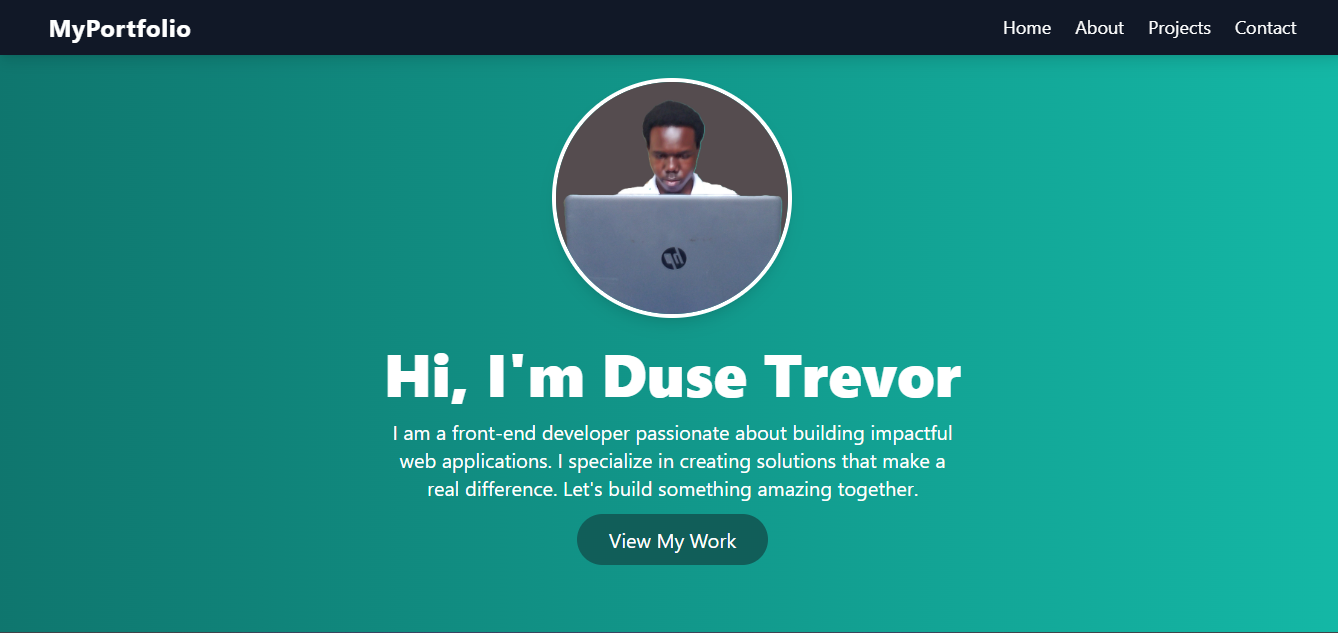 MyPortfolio
Home About Projects Contact
hp
Hi, I'm Duse Trevor
I am a front-end developer passionate about building impactful
web applications. I specialize in creating solutions that make a
real difference. Let's build something amazing together.
View My Work